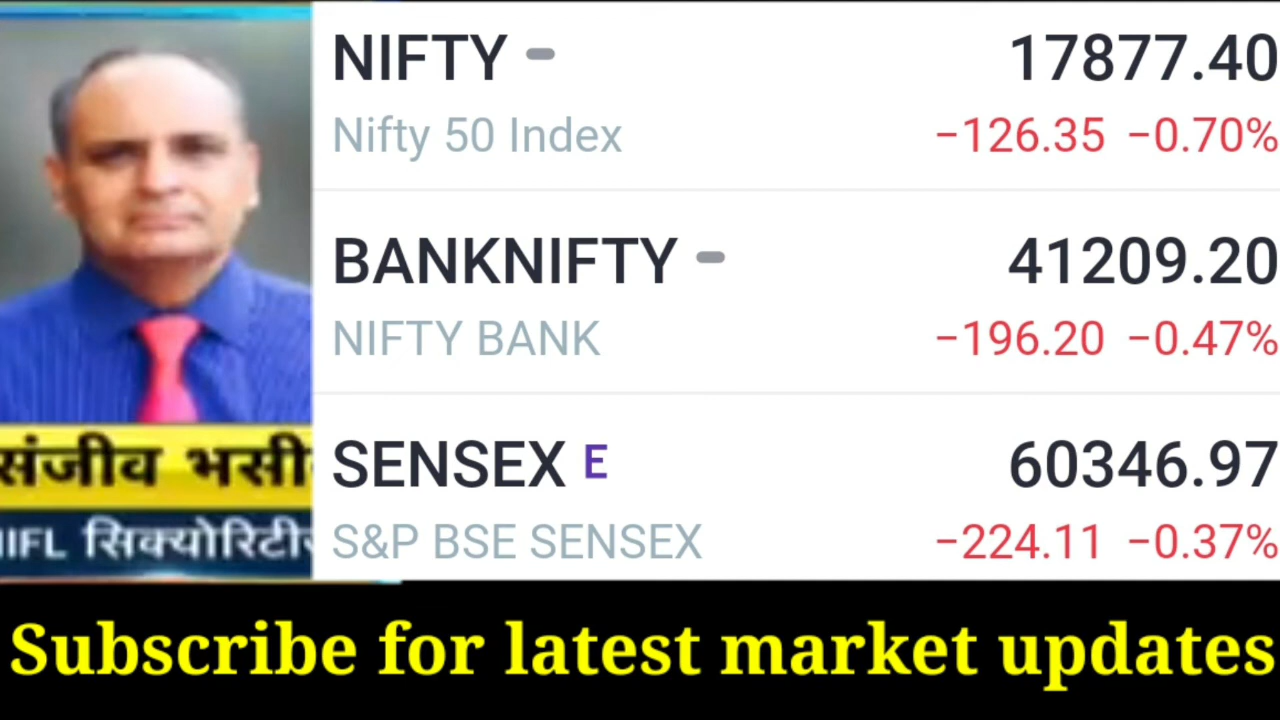 NIFTY
17877.40
Nifty 50 Index
−126.35 −0.70%
BANKNIFTY
41209.20
NIFTY BANK
−196.20 −0.47%
SENSEX E
60346.97
S&P BSE SENSEX
−224.11 −0.37%
संजीव भसी
IIFL सिक्योरिटी
Subscribe for latest market updates